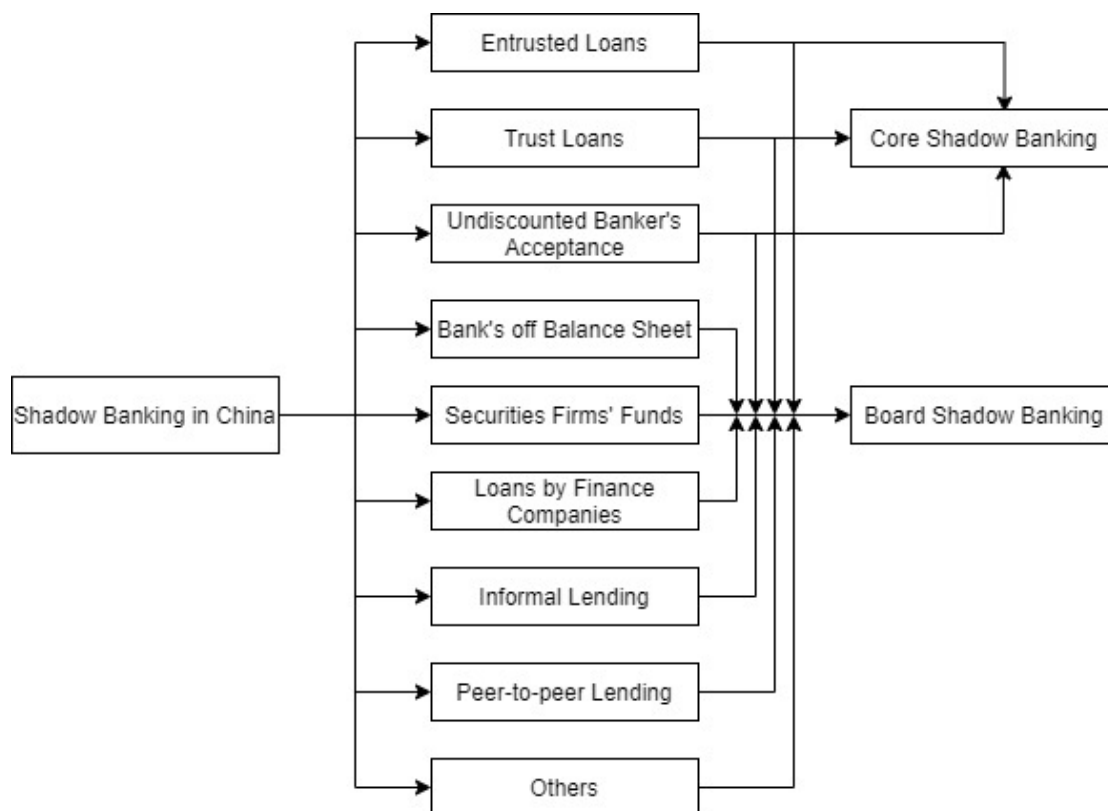 Entrusted Loans
Trust Loans
Core Shadow Banking
Undiscounted Banker's
Acceptance
Bank's off Balance Sheet
Shadow Banking in China
Securities Firms' Funds
Board Shadow Banking
Loans by Finance
Companies
Informal Lending
Peer-to-peer Lending
Others